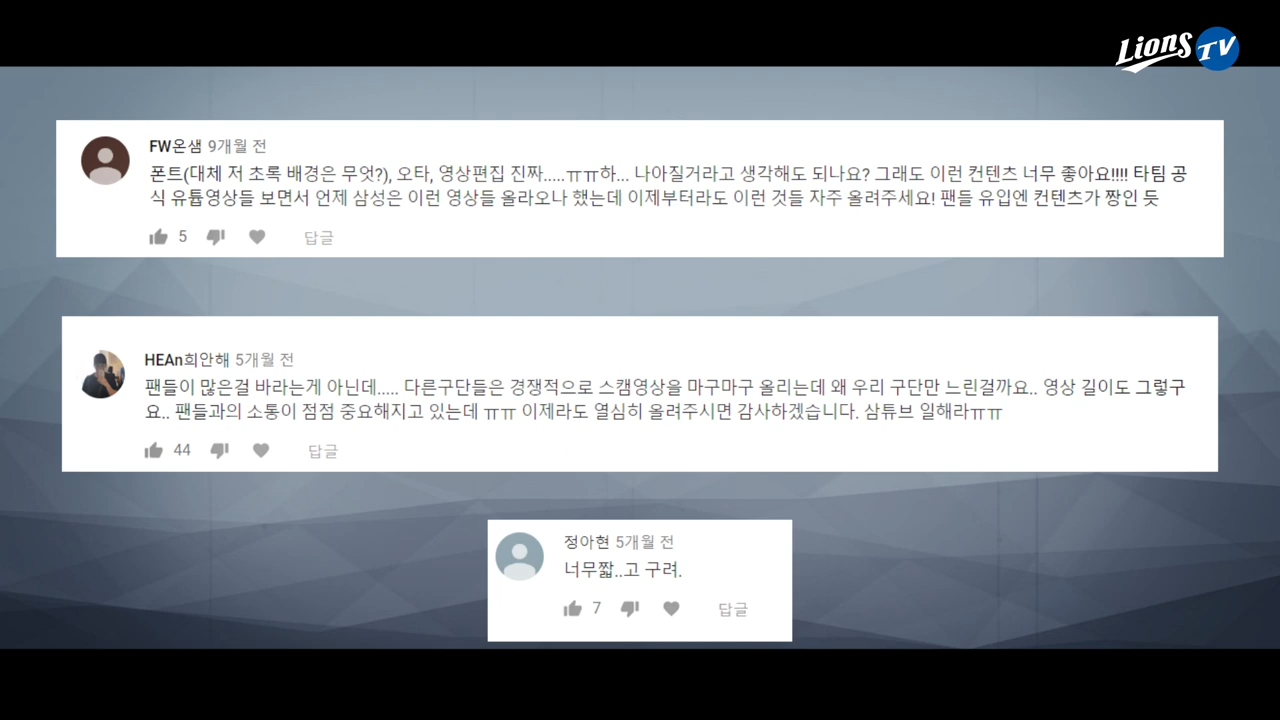 Lions TV
FW온샘 9개월 전
폰트(대체 저 초록 배경은 무엇?), 오타, 영상편집 진짜.....ㅠㅠ하... 나아질거라고 생각해도 되나요? 그래도 이런 컨텐츠 너무 좋아요!!!! 타팀 공
식 유튭영상들 보면서 언제 삼성은 이런 영상들 올라오나 했는데 이제부터라도 이런 것들 자주 올려주세요! 팬들 유입엔 컨텐츠가 짱인 듯
5 답글
HEAn희안해 5개월 전
팬들이 많은걸 바라는게 아닌데..... 다른구단들은 경쟁적으로 스캠영상을 마구마구 올리는데 왜 우리 구단만 느린걸까요.. 영상 길이도 그렇구
요.. 팬들과의 소통이 점점 중요해지고 있는데 ㅠㅠ 이제라도 열심히 올려주시면 감사하겠습니다. 삼튜브 일해라ㅠㅠ
44 답글
정아현 5개월 전
너무짧..고 구려.
7 답글